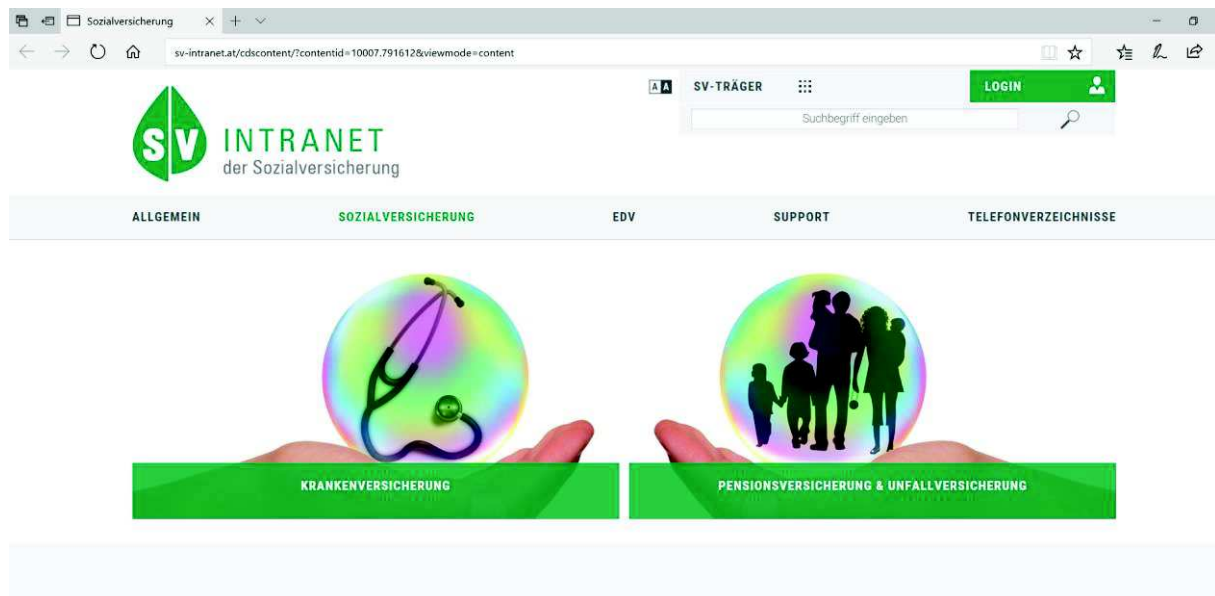 Sozialversicherung
sv-intranet.at/cdscontent/?contentid=10007.791612&viewmode=content
A A SV-TRÄGER LOGIN
Suchbegriff eingeben
SV INTRANET
der Sozialversicherung
ALLGEMEIN SOZIALVERSICHERUNG EDV SUPPORT TELEFONVERZEICHNISSE
KRANKENVERSICHERUNG PENSIONSVERSICHERUNG & UNFALLVERSICHERUNG